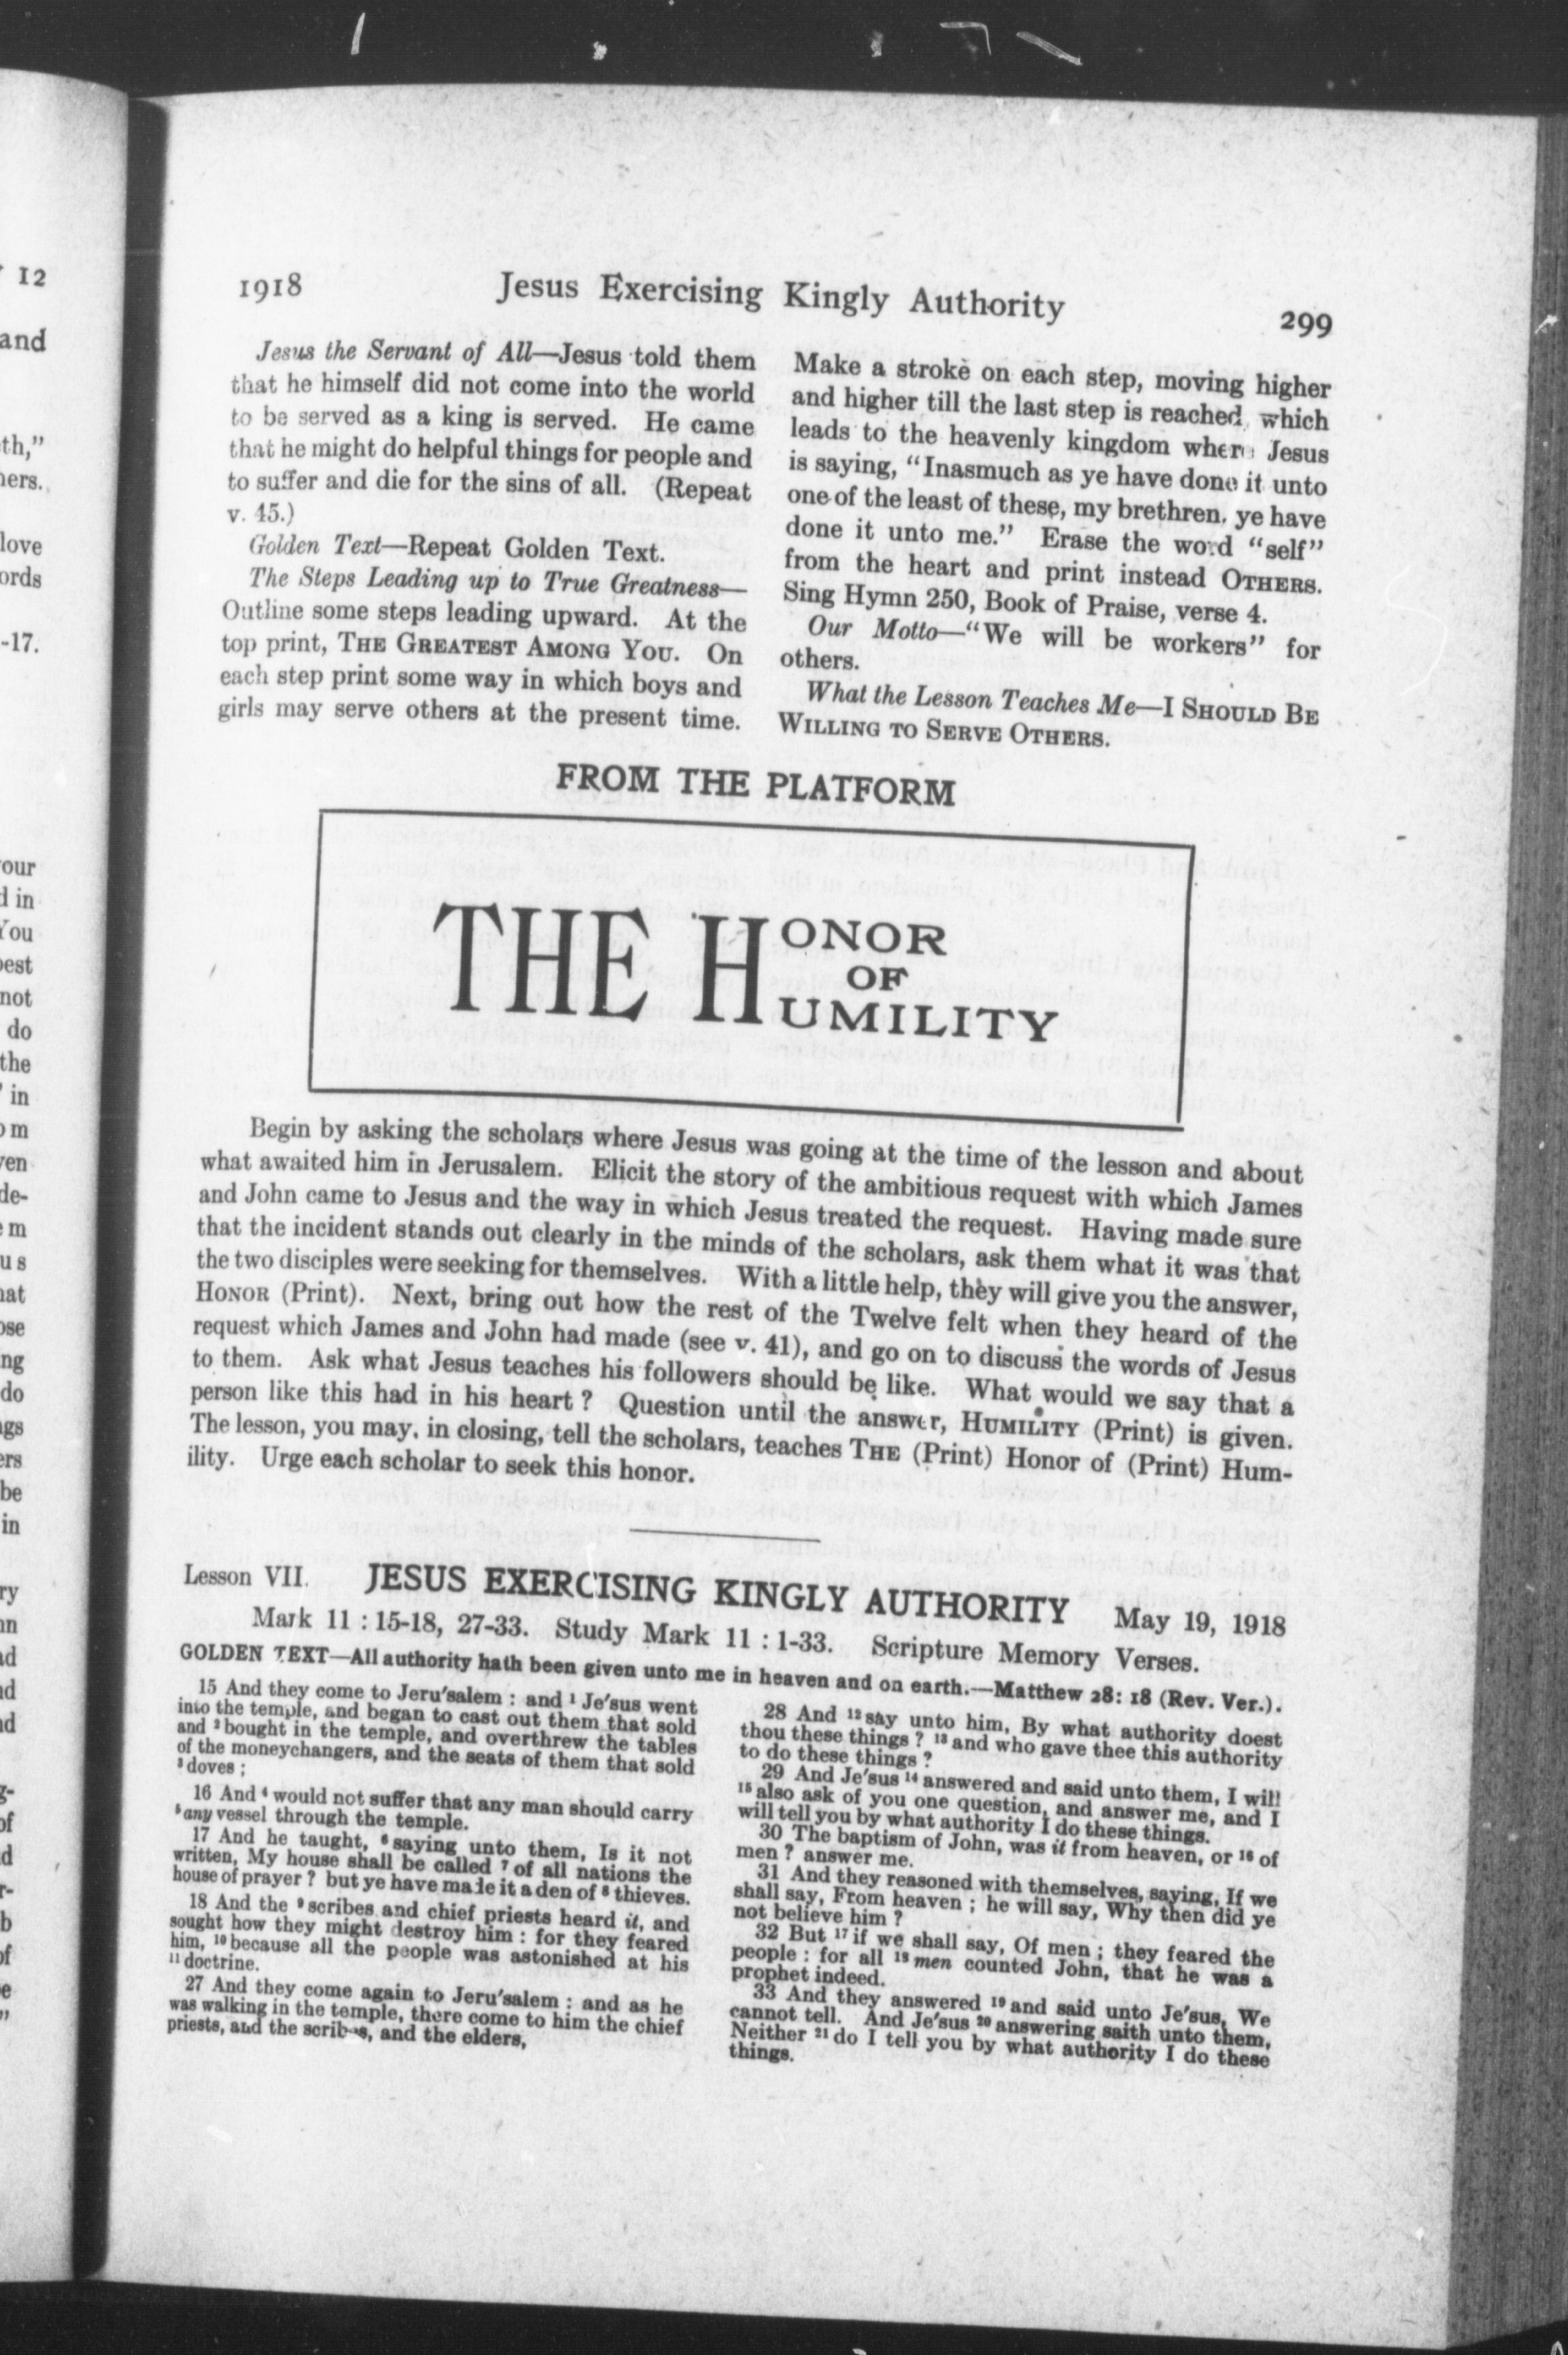 1918
Jesus Exercising Kingly Authority
299
Jesus the Servant of All—Jesus told them
that he himself did not come into the world
to be served as a king is served. He came
that he might do helpful things for people and
to suffer and die for the sins of all. (Repeat
v. 45.)
Golden Text—Repeat Golden Text.
The Steps Leading up to True Greatness—
Outline some steps leading upward. At the
top print, THE GREATEST AMONG YOU. On
each step print some way in which boys and
girls may serve others at the present time.
Make a stroke on each step, moving higher
and higher till the last step is reached, which
leads to the heavenly kingdom where Jesus
is saying, "Inasmuch as ye have done it unto
one of the least of these, my brethren, ye have
done it unto me." Erase the word "self"
from the heart and print instead OTHERS.
Sing Hymn 250, Book of Praise, verse 4.
Our Motto—"We will be workers" for
others.
What the Lesson Teaches Me—I SHOULD BE
WILLING TO SERVE OTHERS.
FROM THE PLATFORM
THE HONOR
OF
UMILITY
Begin by asking the scholars where Jesus was going at the time of the lesson and about
what awaited him in Jerusalem. Elicit the story of the ambitious request with which James
and John came to Jesus and the way in which Jesus treated the request. Having made sure
that the incident stands out clearly in the minds of the scholars, ask them what it was that
the two disciples were seeking for themselves. With a little help, they will give you the answer,
HONOR (Print). Next, bring out how the rest of the Twelve felt when they heard of the
request which James and John had made (see v. 41), and go on to discuss the words of Jesus
to them. Ask what Jesus teaches his followers should be like. What would we say that a
person like this had in his heart ? Question until the answer, HUMILITY (Print) is given.
The lesson, you may, in closing, tell the scholars, teaches THE (Print) Honor of (Print) Hum-
ility. Urge each scholar to seek this honor.
Lesson VII. JESUS EXERCISING KINGLY AUTHORITY May 19, 1918
Mark 11 : 15-18, 27-33. Study Mark 11 : 1-33. Scripture Memory Verses.
GOLDEN TEXT—All authority hath been given unto me in heaven and on earth.—Matthew 28: 18 (Rev. Ver.).
15 And they come to Jeru'salem : and 1 Je'sus went
into the temple, and began to cast out them that sold
and 2 bought in the temple, and overthrew the tables
of the moneychangers, and the seats of them that sold
3 doves ;
16 And 4 would not suffer that any man should carry
5 any vessel through the temple.
17 And he taught, 6 saying unto them, Is it not
written, My house shall be called 7 of all nations the
house of prayer ? but ye have made it a den of 8 thieves.
18 And the 9 scribes and chief priests heard it, and
sought how they might destroy him : for they feared
him, 10 because all the people was astonished at his
11 doctrine.
27 And they come again to Jeru'salem : and as he
was walking in the temple, there come to him the chief
priests, and the scribes, and the elders,
28 And 12 say unto him, By what authority doest
thou these things ? 13 and who gave thee this authority
to do these things ?
29 And Je'sus 14 answered and said unto them, I will
15 also ask of you one question, and answer me, and I
will tell you by what authority I do these things.
30 The baptism of John, was it from heaven, or 16 of
men ? answer me.
31 And they reasoned with themselves, saying, If we
shall say, From heaven ; he will say, Why then did ye
not believe him ?
32 But 17 if we shall say, Of men ; they feared the
people : for all 18 men counted John, that he was a
prophet indeed.
33 And they answered 19 and said unto Je'sus, We
cannot tell. And Je'sus 20 answering saith unto them,
Neither 21 do I tell you by what authority I do these
things.